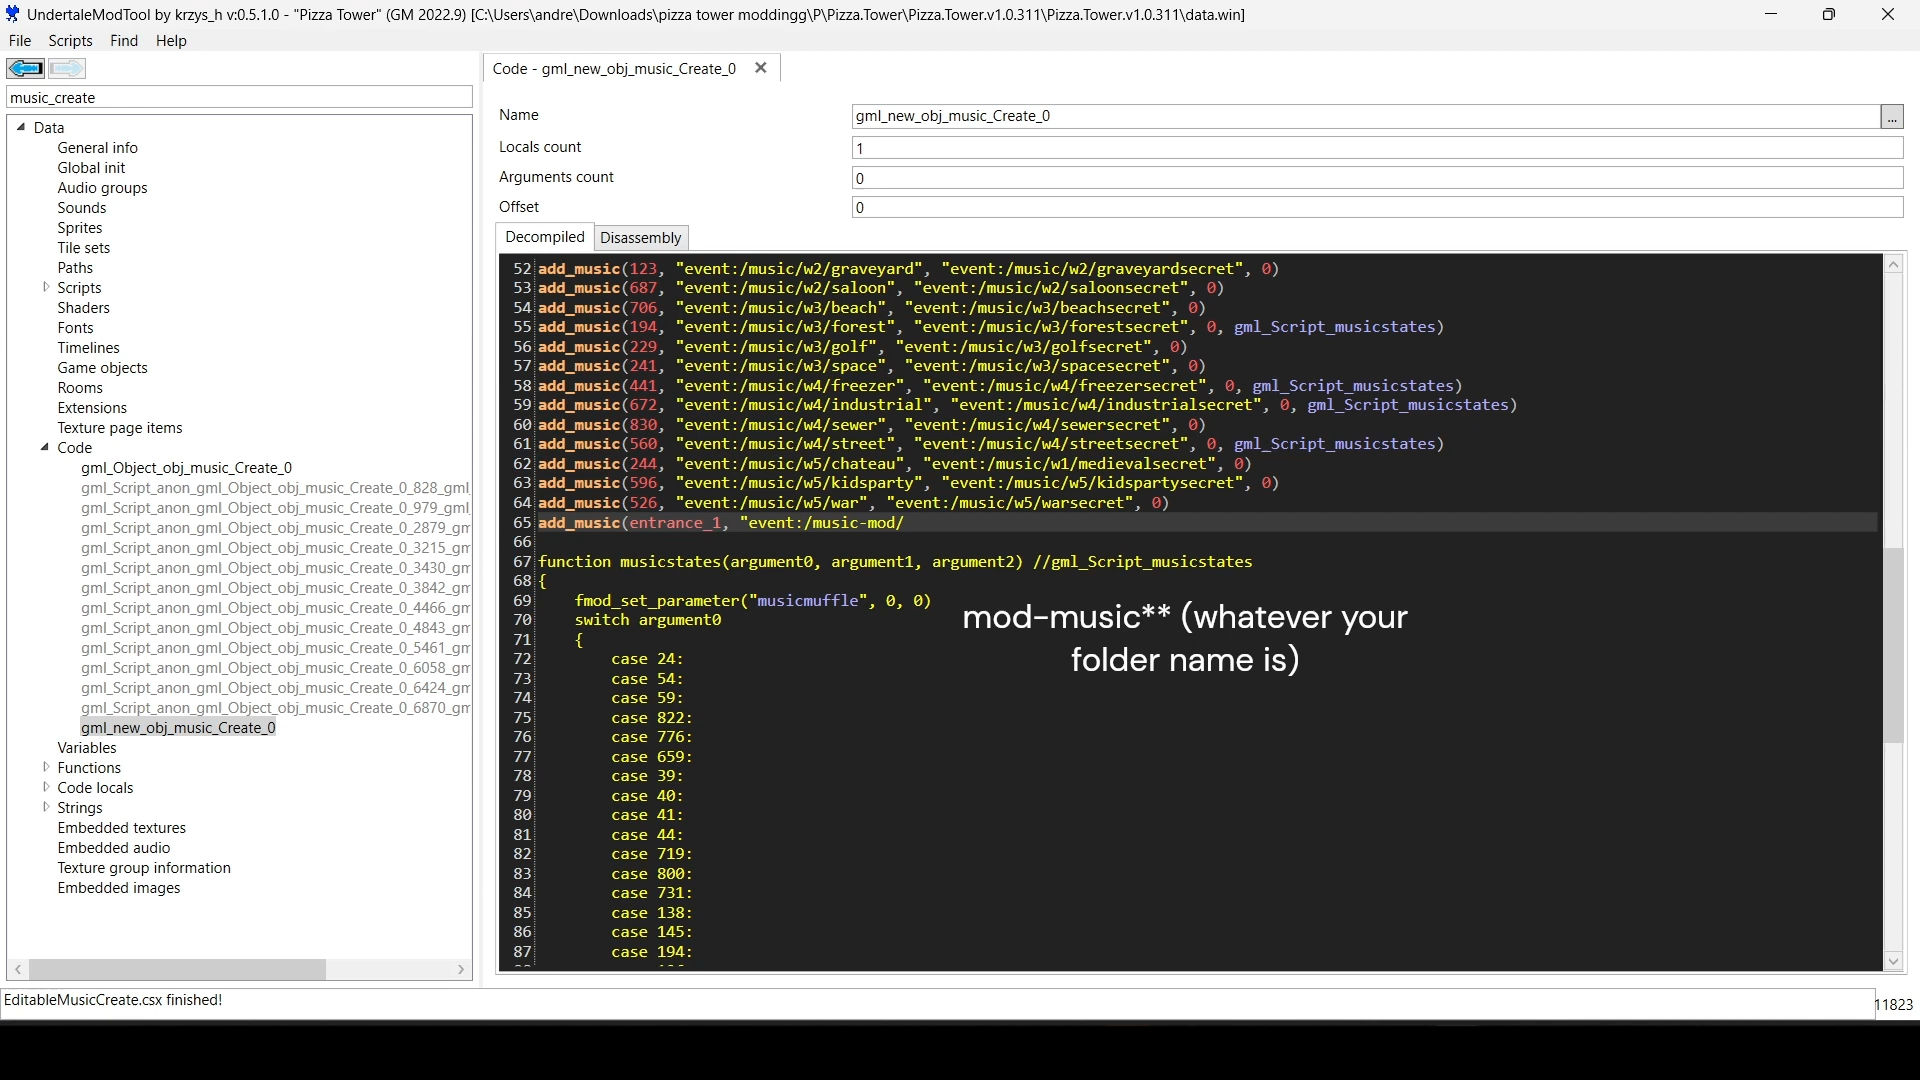 UndertaleModTool by krzys_h v:0.5.1.0 - "Pizza Tower" (GM 2022.9) [C:\Users\andre\Downloads\pizza tower moddingg\P\Pizza.Tower\Pizza.Tower.v1.0.311\Pizza.Tower.v1.0.311\data.win]
File Scripts Find Help
Code - gml_new_obj_music_Create_0
music_create
Data
General info
Global init
Audio groups
Sounds
Sprites
Tile sets
Paths
Scripts
Shaders
Fonts
Timelines
Game objects
Rooms
Extensions
Texture page items
Code
gml_Object_obj_music_Create_0
gml_Script_anon_gml_Object_obj_music_Create_0_828_gml_
gml_Script_anon_gml_Object_obj_music_Create_0_979_gml_
gml_Script_anon_gml_Object_obj_music_Create_0_2879_gm
gml_Script_anon_gml_Object_obj_music_Create_0_3215_gm
gml_Script_anon_gml_Object_obj_music_Create_0_3430_gm
gml_Script_anon_gml_Object_obj_music_Create_0_3842_gm
gml_Script_anon_gml_Object_obj_music_Create_0_4466_gm
gml_Script_anon_gml_Object_obj_music_Create_0_4843_gm
gml_Script_anon_gml_Object_obj_music_Create_0_5461_gm
gml_Script_anon_gml_Object_obj_music_Create_0_6058_gm
gml_Script_anon_gml_Object_obj_music_Create_0_6424_gm
gml_Script_anon_gml_Object_obj_music_Create_0_6870_gm
gml_new_obj_music_Create_0
Variables
Functions
Code locals
Strings
Embedded textures
Embedded audio
Texture group information
Embedded images
Name gml_new_obj_music_Create_0 ...
Locals count 1
Arguments count 0
Offset 0
Decompiled Disassembly
52 add_music(123, "event:/music/w2/graveyard", "event:/music/w2/graveyardsecret", 0)
53 add_music(687, "event:/music/w2/saloon", "event:/music/w2/saloonsecret", 0)
54 add_music(706, "event:/music/w3/beach", "event:/music/w3/beachsecret", 0)
55 add_music(194, "event:/music/w3/forest", "event:/music/w3/forestsecret", 0, gml_Script_musicstates)
56 add_music(229, "event:/music/w3/golf", "event:/music/w3/golfsecret", 0)
57 add_music(241, "event:/music/w3/space", "event:/music/w3/spacesecret", 0)
58 add_music(441, "event:/music/w4/freezer", "event:/music/w4/freezersecret", 0, gml_Script_musicstates)
59 add_music(672, "event:/music/w4/industrial", "event:/music/w4/industrialsecret", 0, gml_Script_musicstates)
60 add_music(830, "event:/music/w4/sewer", "event:/music/w4/sewersecret", 0)
61 add_music(560, "event:/music/w4/street", "event:/music/w4/streetsecret", 0, gml_Script_musicstates)
62 add_music(244, "event:/music/w5/chateau", "event:/music/w1/medievalsecret", 0)
63 add_music(596, "event:/music/w5/kidsparty", "event:/music/w5/kidspartysecret", 0)
64 add_music(526, "event:/music/w5/war", "event:/music/w5/warsecret", 0)
65 add_music(entrance_1, "event:/music-mod/
66
67 function musicstates(argument0, argument1, argument2) //gml_Script_musicstates
68 {
69 fmod_set_parameter("musicmuffle", 0, 0)
70 switch argument0
71 {
72 case 24:
73 case 54:
74 case 59:
75 case 822:
76 case 776:
77 case 659:
78 case 39:
79 case 40:
80 case 41:
81 case 44:
82 case 719:
83 case 800:
84 case 731:
85 case 138:
86 case 145:
87 case 194:
mod-music** (whatever your
folder name is)
EditableMusicCreate.csx finished!
11823